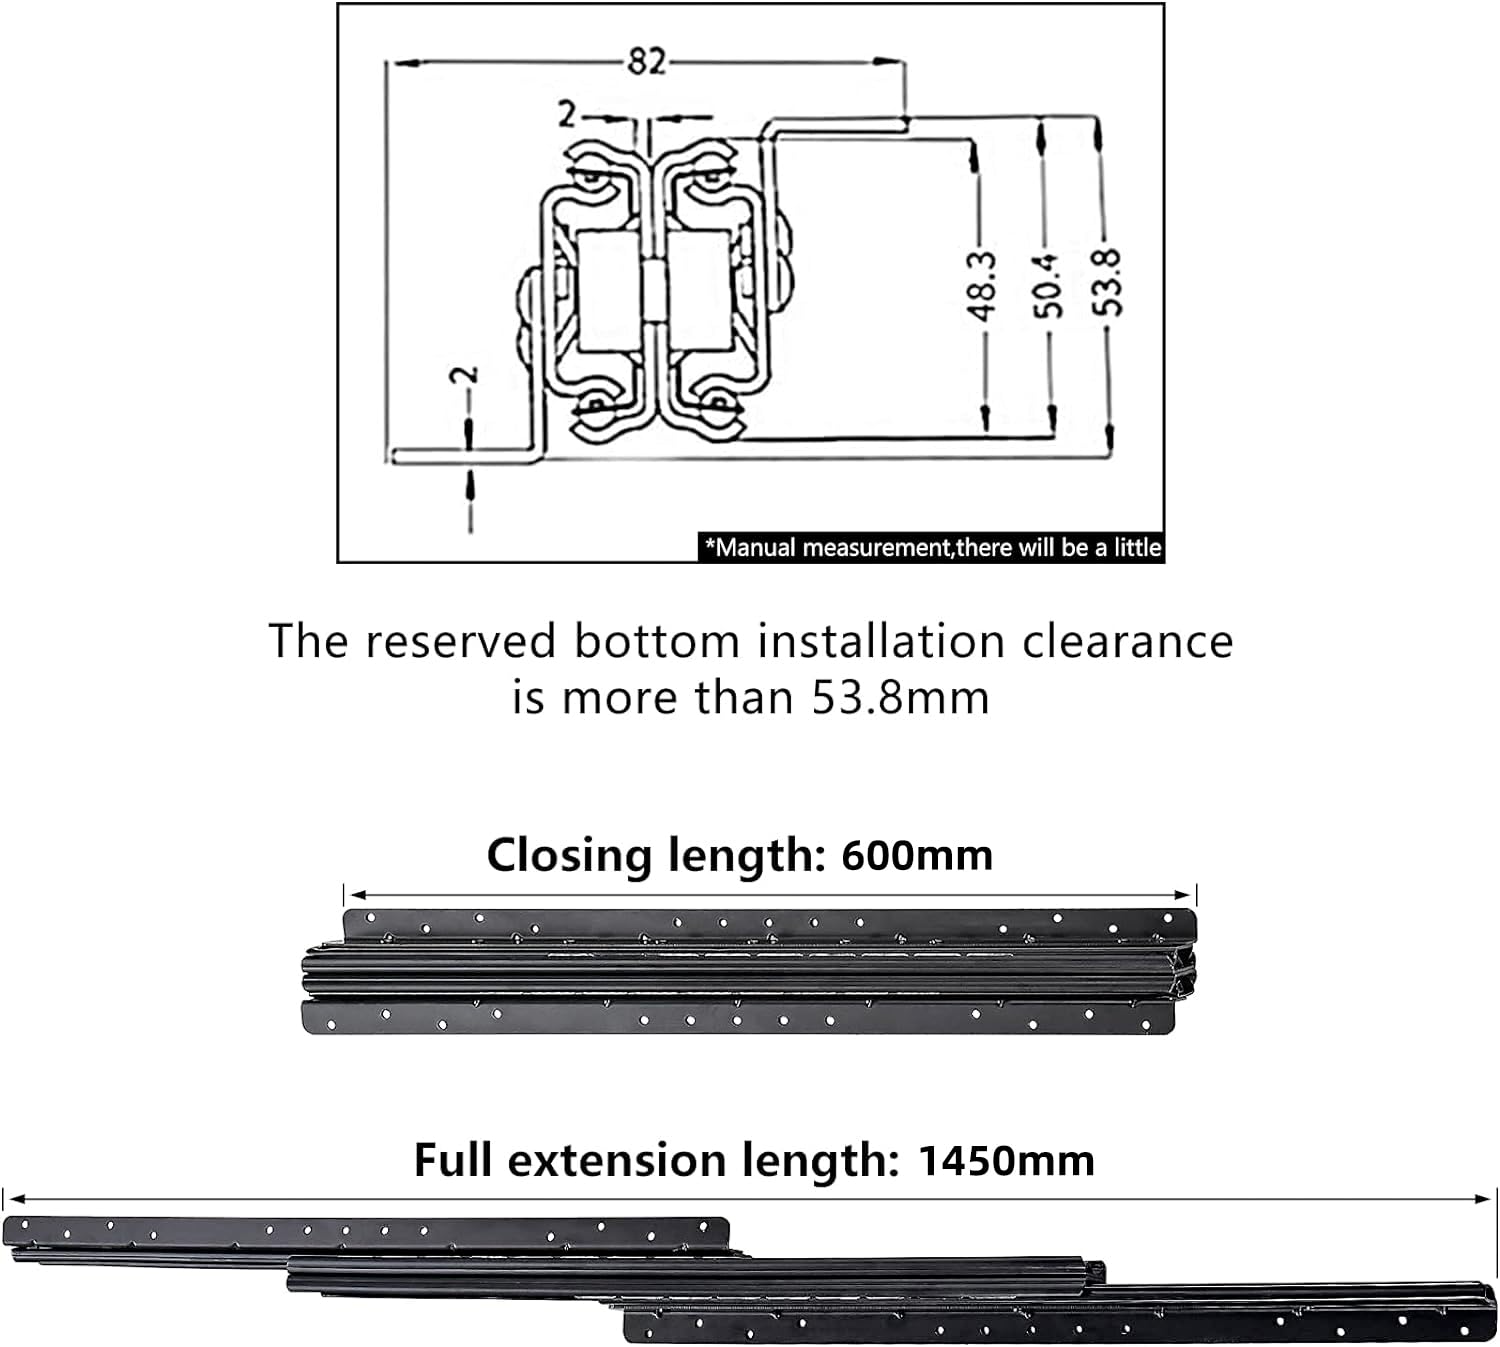 82
2
48.3
50.4
53.8
2
*Manual measurement,there will be a little
The reserved bottom installation clearance
is more than 53.8mm
Closing length: 600mm
Full extension length: 1450mm